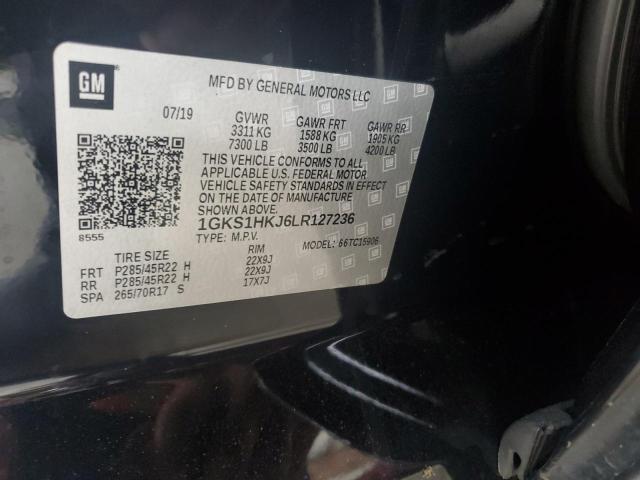 GM
MFD BY GENERAL MOTORS LLC
07/19 GVWR GAWR FRT GAWR RR
3311 KG 1588 KG 1905 KG
7300 LB 3500 LB 4200 LB
THIS VEHICLE CONFORMS TO ALL
APPLICABLE U.S. FEDERAL MOTOR
VEHICLE SAFETY STANDARDS IN EFFECT
ON THE DATE OF MANUFACTURE
SHOWN ABOVE.
1GKS1HKJ6LR127236
8555
TYPE: M.P.V. MODEL: 66TC15906
TIRE SIZE RIM
FRT P285/45R22 H 22X9J
RR P285/45R22 H 22X9J
SPA 265/70R17 S 17X7J